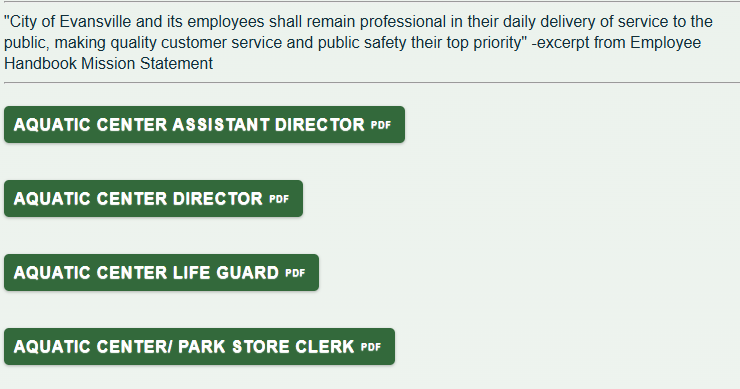 "City of Evansville and its employees shall remain professional in their daily delivery of service to the
public, making quality customer service and public safety their top priority" -excerpt from Employee
Handbook Mission Statement
AQUATIC CENTER ASSISTANT DIRECTOR PDF
AQUATIC CENTER DIRECTOR PDF
AQUATIC CENTER LIFE GUARD PDF
AQUATIC CENTER/ PARK STORE CLERK PDF